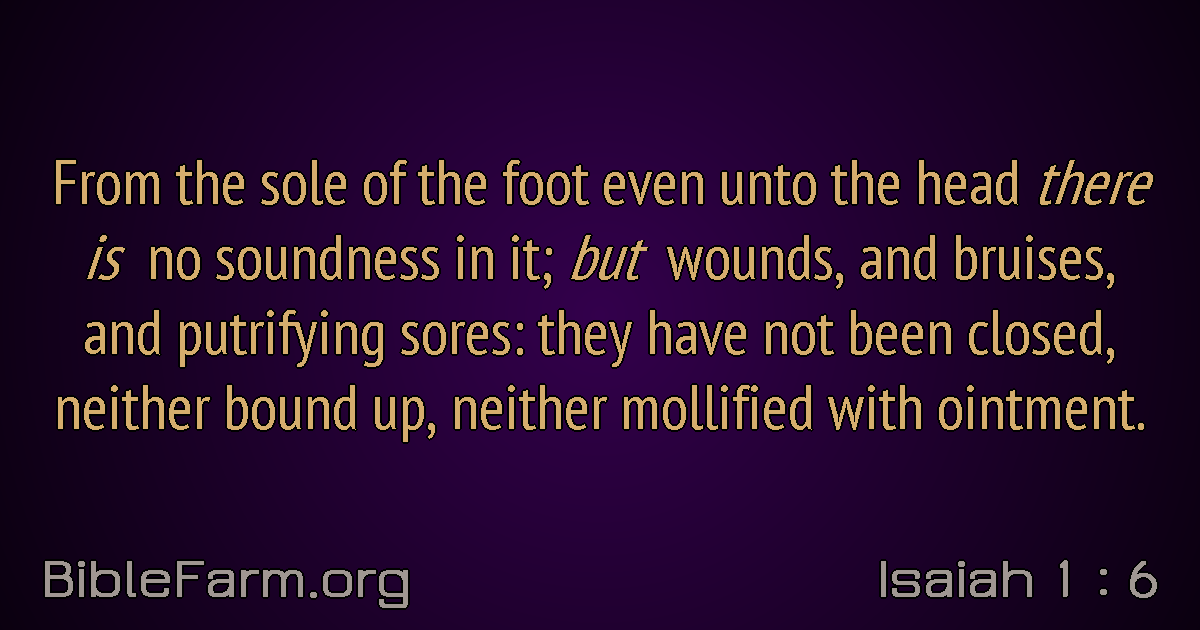 From the sole of the foot even unto the head there
is no soundness in it; but wounds, and bruises,
and putrifying sores: they have not been closed,
neither bound up, neither mollified with ointment.
BibleFarm.org
Isaiah 1 : 6